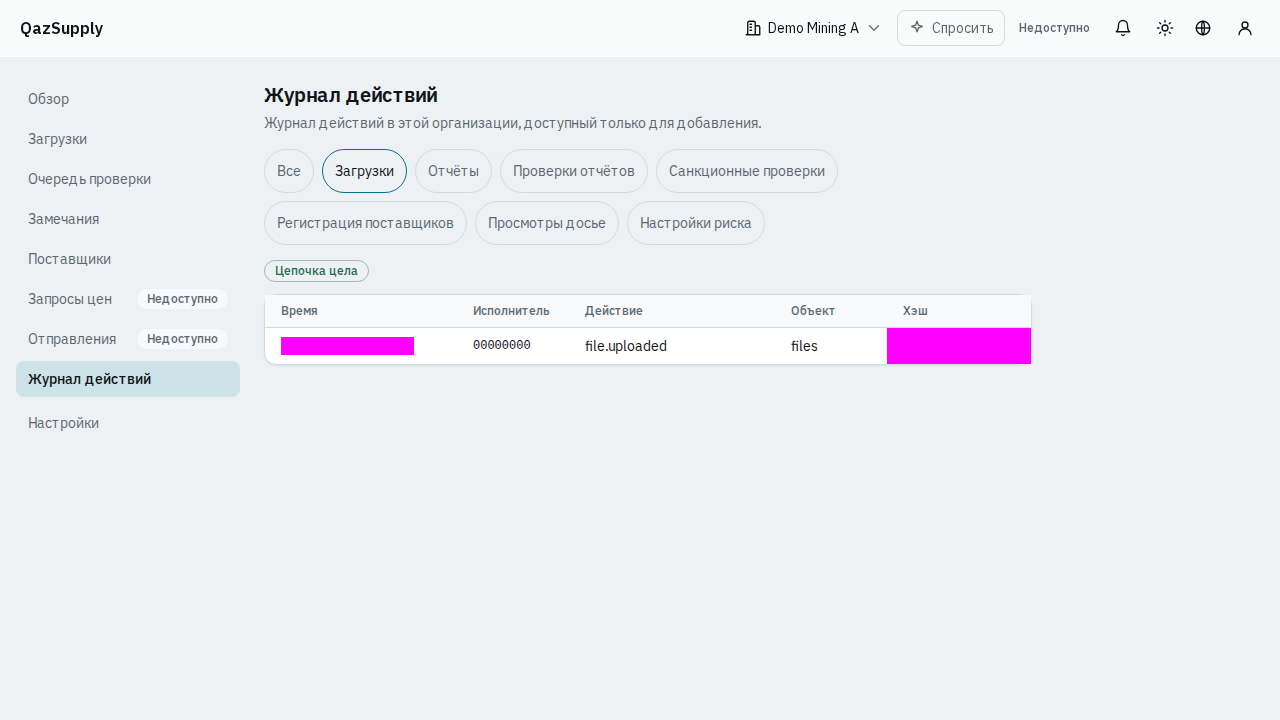 QazSupply
Demo Mining A
Спросить
Недоступно
Обзор
Загрузки
Очередь проверки
Замечания
Поставщики
Запросы цен Недоступно
Отправления Недоступно
Журнал действий
Настройки
Журнал действий
Журнал действий в этой организации, доступный только для добавления.
Все Загрузки Отчёты Проверки отчётов Санкционные проверки
Регистрация поставщиков Просмотры досье Настройки риска
Цепочка цела
Время Исполнитель Действие Объект Хэш
00000000 file.uploaded files